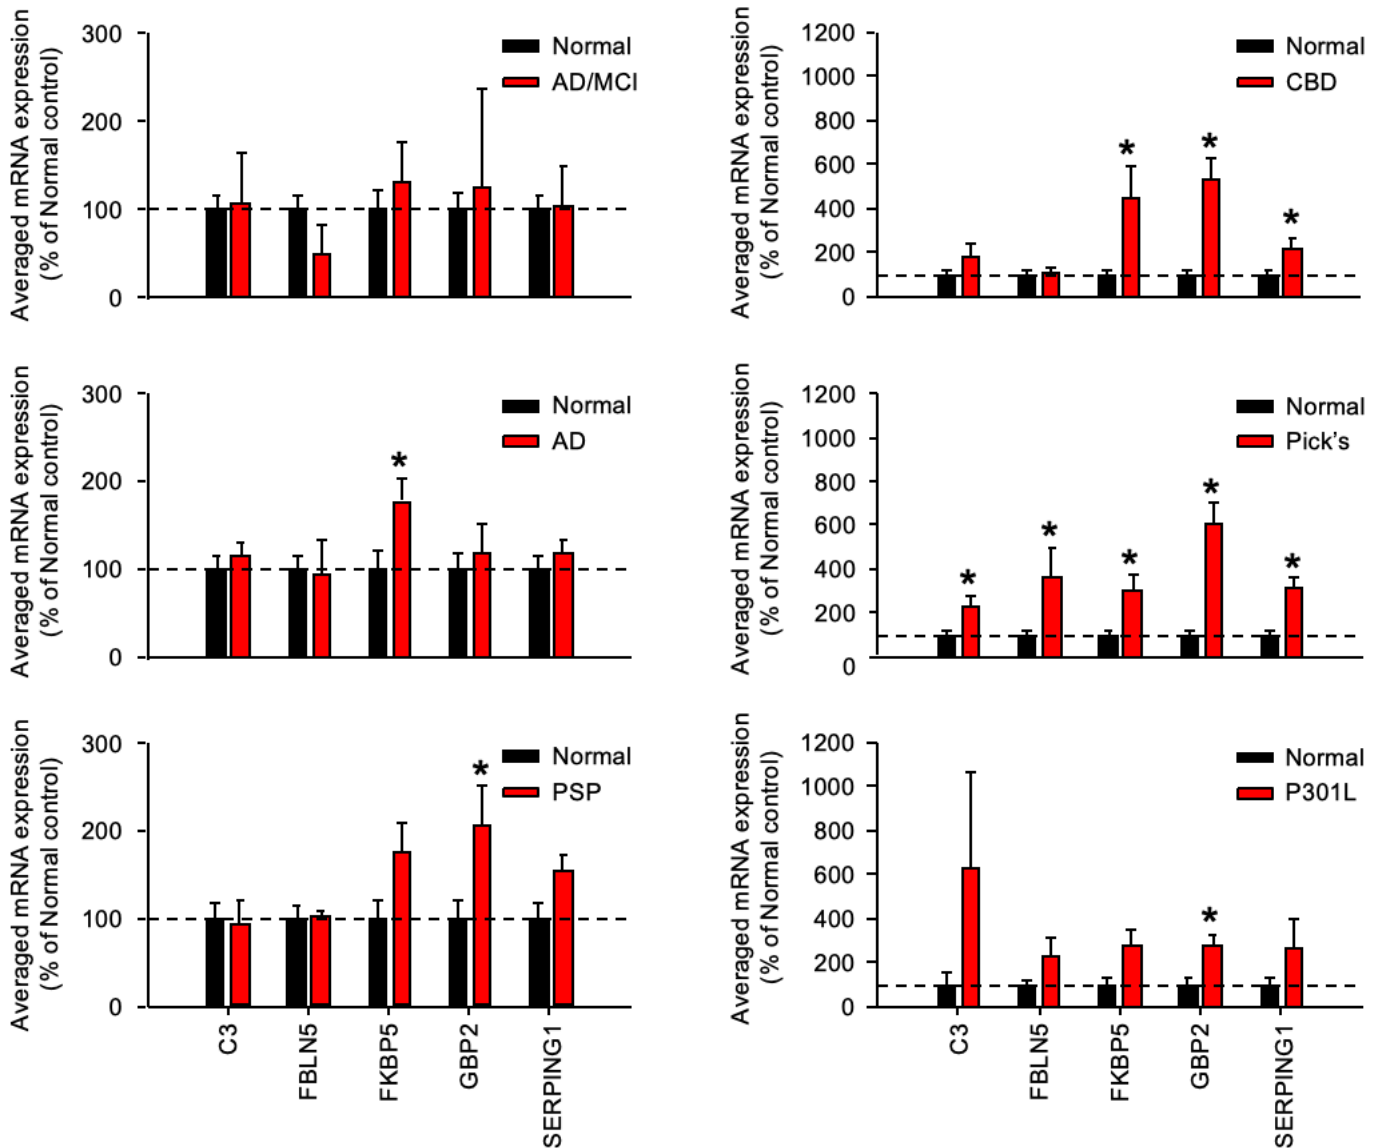 Averaged mRNA expression
(% of Normal control)
300
200
100
0
Normal
AD/MCI
Averaged mRNA expression
(% of Normal control)
1200
1000
800
600
400
200
0
Normal
CBD
*
*
*
Averaged mRNA expression
(% of Normal control)
300
200
100
0
Normal
AD
*
Averaged mRNA expression
(% of Normal control)
1200
1000
800
600
400
200
0
Normal
Pick's
*
*
*
*
*
Averaged mRNA expression
(% of Normal control)
300
200
100
0
Normal
PSP
*
C3
FBLN5
FKBP5
GBP2
SERPING1
Averaged mRNA expression
(% of Normal control)
1200
1000
800
600
400
200
0
Normal
P301L
*
C3
FBLN5
FKBP5
GBP2
SERPING1